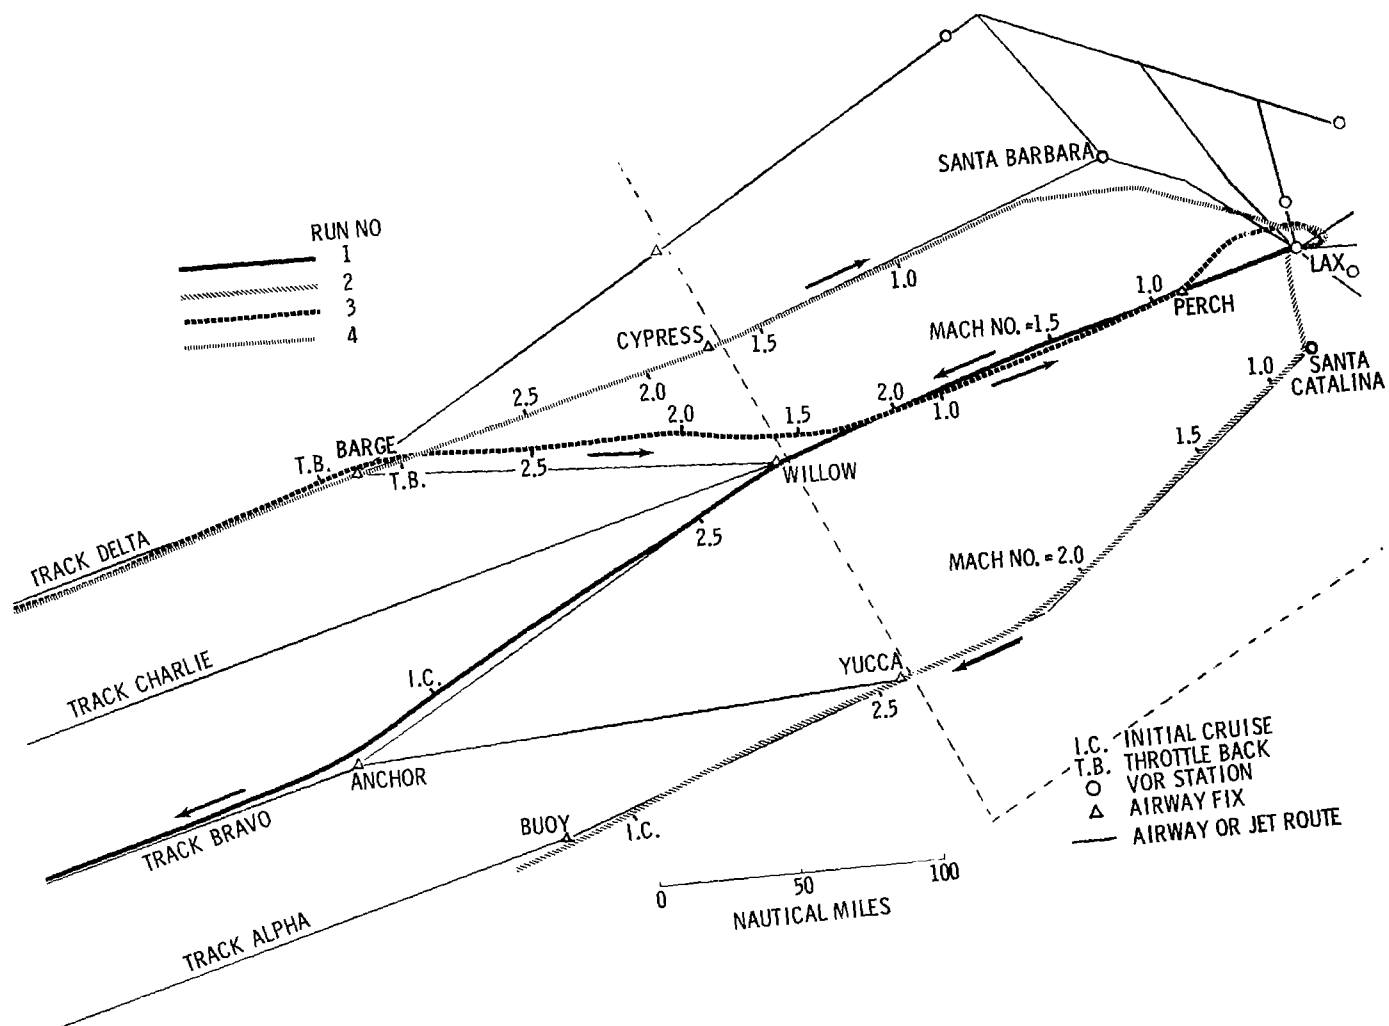 SANTA BARBARA
RUN NO
1
2
3
4
LAX
1.0
1.0
PERCH
MACH NO. =1.5
CYPRESS
1.5
SANTA
CATALINA
1.0
2.5
2.0
2.0
1.0
2.0
1.5
1.5
T.B. BARGE
T.B.
2.5
WILLOW
2.5
TRACK DELTA
MACH NO. = 2.0
TRACK CHARLIE
I.C.
YUCCA
2.5
ANCHOR
I.C. INITIAL CRUISE
T.B. THROTTLE BACK
VOR STATION
AIRWAY FIX
AIRWAY OR JET ROUTE
BUOY
I.C.
TRACK BRAVO
0 50 100
NAUTICAL MILES
TRACK ALPHA